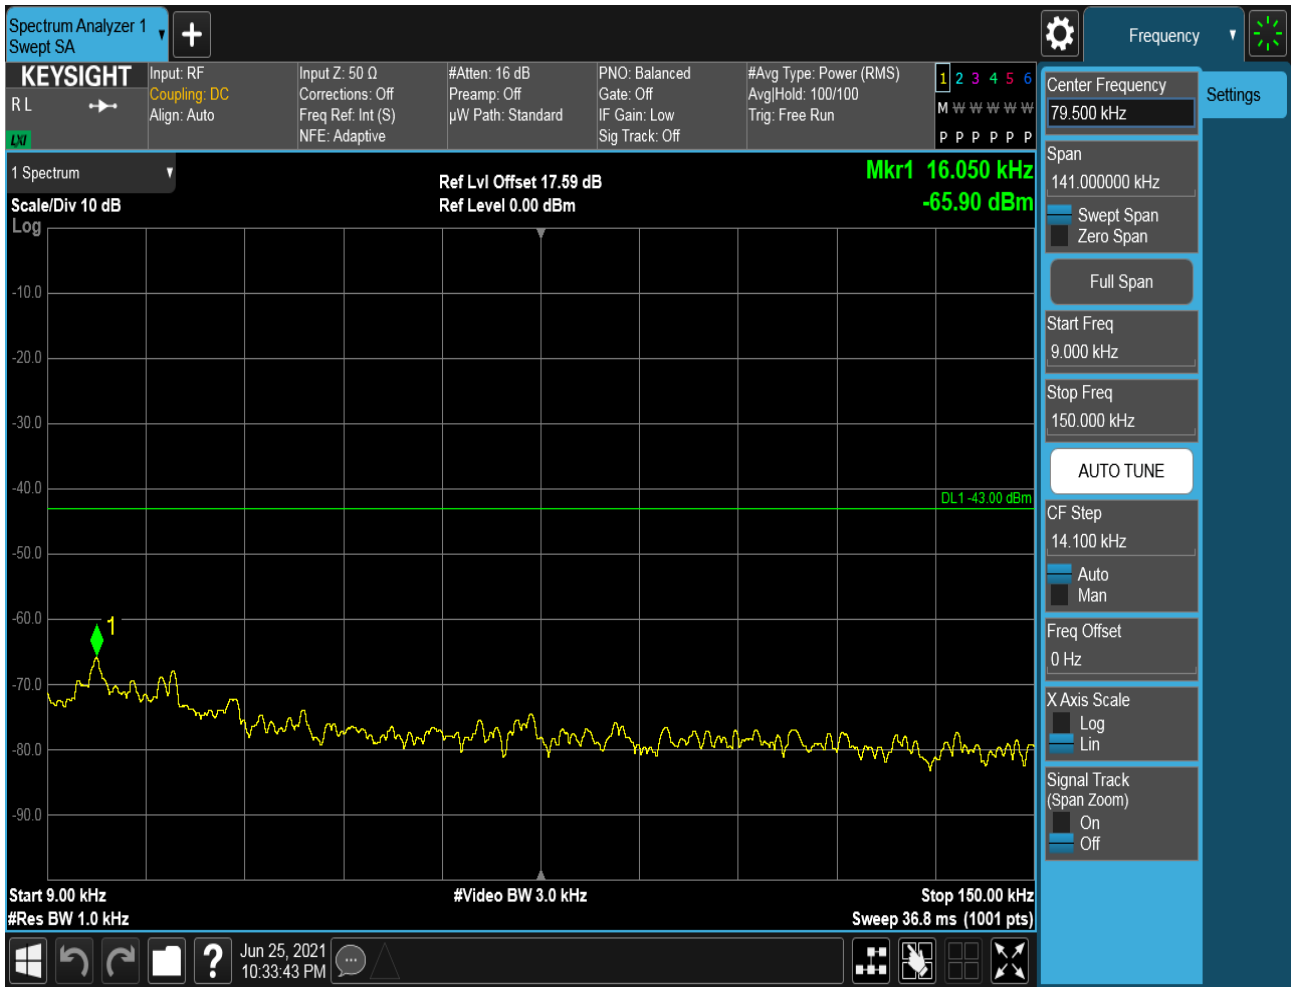 Spectrum Analyzer 1
Swept SA
+
Frequency
KEYSIGHT
R L
LXI
Input: RF
Coupling: DC
Align: Auto
Input Z: 50 Ω
Corrections: Off
Freq Ref: Int (S)
NFE: Adaptive
#Atten: 16 dB
Preamp: Off
µW Path: Standard
PNO: Balanced
Gate: Off
IF Gain: Low
Sig Track: Off
#Avg Type: Power (RMS)
Avg|Hold: 100/100
Trig: Free Run
1 2 3 4 5 6
M W W W W W
P P P P P P
1 Spectrum
Scale/Div 10 dB
Log
Ref Lvl Offset 17.59 dB
Ref Level 0.00 dBm
Mkr1 16.050 kHz
-65.90 dBm
-10.0
-20.0
-30.0
-40.0
DL1 -43.00 dBm
-50.0
-60.0
1
-70.0
-80.0
-90.0
Start 9.00 kHz
#Res BW 1.0 kHz
#Video BW 3.0 kHz
Stop 150.00 kHz
Sweep 36.8 ms (1001 pts)
Center Frequency
79.500 kHz
Settings
Span
141.000000 kHz
Swept Span
Zero Span
Full Span
Start Freq
9.000 kHz
Stop Freq
150.000 kHz
AUTO TUNE
CF Step
14.100 kHz
Auto
Man
Freq Offset
0 Hz
X Axis Scale
Log
Lin
Signal Track
(Span Zoom)
On
Off
?
Jun 25, 2021
10:33:43 PM